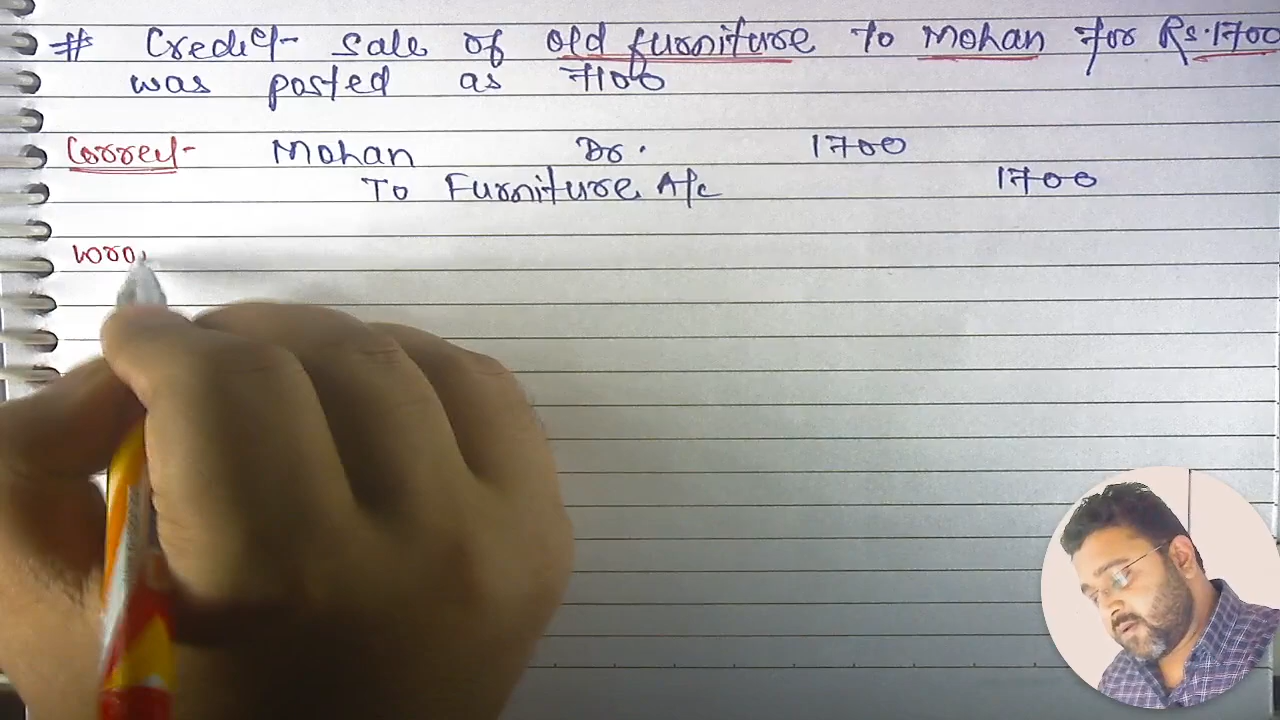 # Credit sale of old furniture to Mohan for Rs. 1700
was posted as 7100
Correct Mohan Dr. 1700
To Furniture A/c 1700
wron